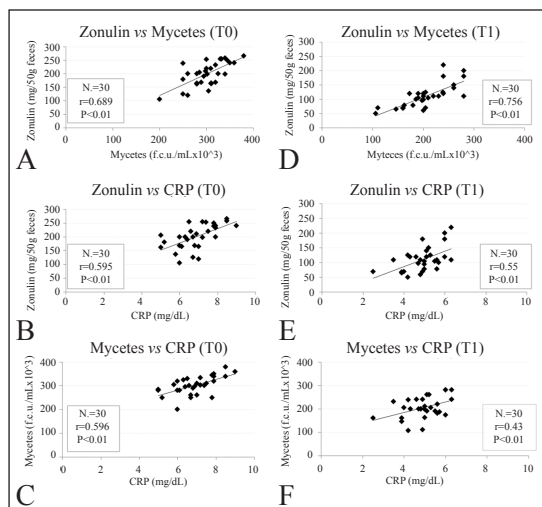 Zonulin vs Mycetes (T0)
Zonulin (mg/50g feces)
300
250
200
150
100
50
0
N.=30
r=0.689
P<0.01
0 100 200 300 400
Mycetes (f.c.u./mLx10^3)
A
Zonulin vs Mycetes (T1)
Zonulin (mg/50g feces)
300
250
200
150
100
50
0
N.=30
r=0.756
P<0.01
0 100 200 300 400
Myteces (f.c.u./mLx10^3)
D
Zonulin vs CRP (T0)
Zonulin (mg/50g feces)
300
250
200
150
100
50
0
N.=30
r=0.595
P<0.01
0 2 4 6 8 10
CRP (mg/dL)
B
Zonulin vs CRP (T1)
Zonulin (mg/50g feces)
300
250
200
150
100
50
0
N.=30
r=0.55
P<0.01
0 2 4 6 8 10
CRP (mg/dL)
E
Mycetes vs CRP (T0)
Mycetes (f.c.u./mLx10^3)
400
300
200
100
0
N.=30
r=0.596
P<0.01
0 2 4 6 8 10
CRP (mg/dL)
C
Mycetes vs CRP (T1)
Mycetes (f.c.u./mLx10^3)
400
300
200
100
0
N.=30
r=0.43
P<0.01
0 2 4 6 8 10
CRP (mg/dL)
F